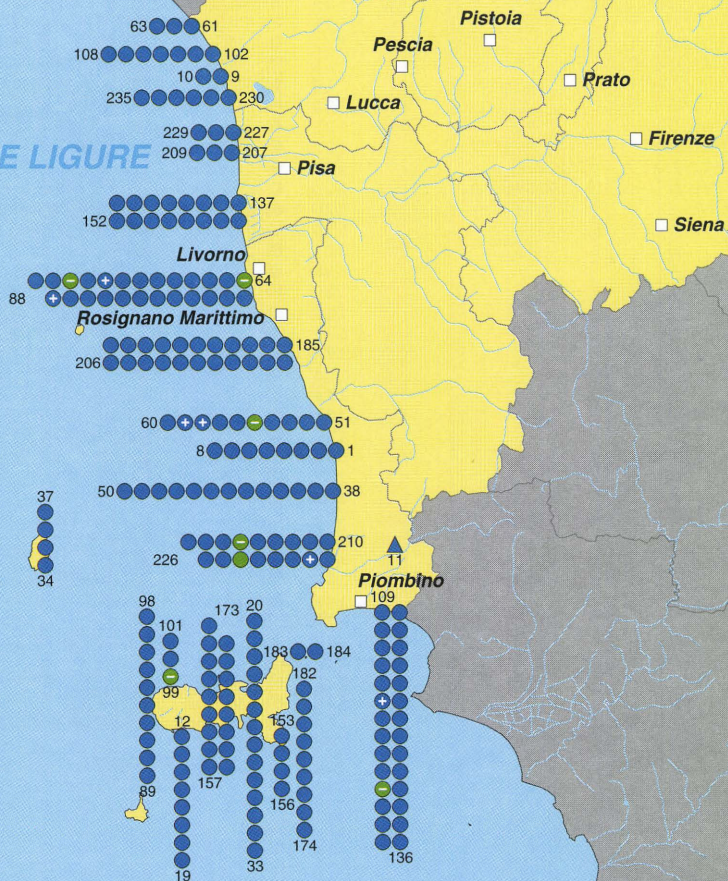 63 61
Pistoia
108 102
Pescia
10 9
Prato
235 230
Lucca
229 227
Firenze
209 207
E LIGURE
Pisa
137
152
Siena
Livorno
− + − 64
88 +
Rosignano Marittimo
185
206
60 + + − 51
8 1
50 38
37
− 210
226 + 
11
34
Piombino
109
98
101
173
20
183 184
182
−
99
+
12
153
157
89
−
156
174
33
136
19